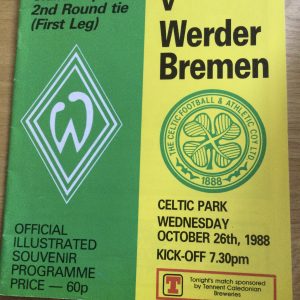 2nd Round tie
(First Leg)
V
Werder
Bremen
W
THE CELTIC FOOTBALL & ATHLETIC COY LTD
1888
CELTIC PARK
WEDNESDAY
OCTOBER 26th, 1988
KICK-OFF 7.30pm
OFFICIAL
ILLUSTRATED
SOUVENIR
PROGRAMME
PRICE — 60p
T
Tonight's match sponsored
by Tennent Caledonian
Breweries